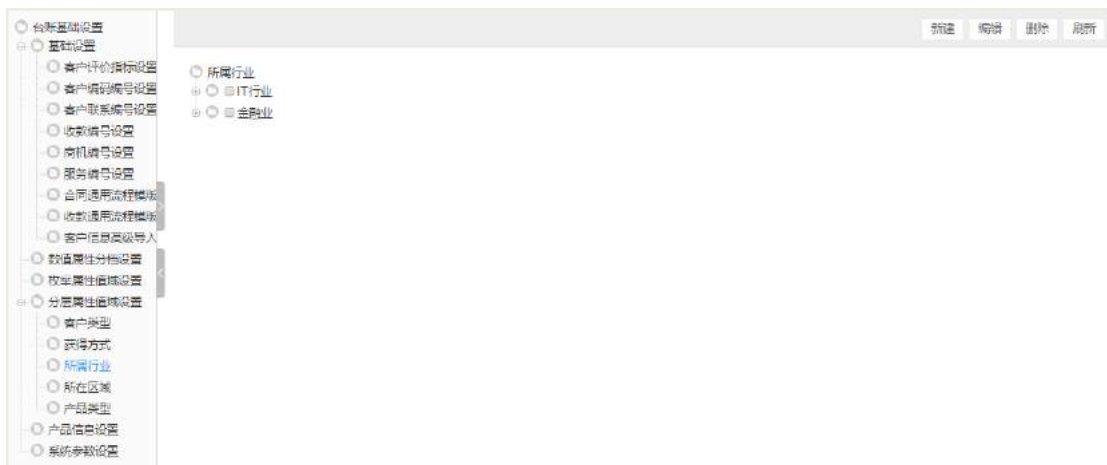 台账基础设置
基础设置
客户评价指标设置
客户编码编号设置
客户联系编号设置
收款编号设置
商机编号设置
服务编号设置
合同通用流程模版
收款通用流程模版
客户信息高级导入
数值属性分档设置
枚举属性值域设置
分层属性值域设置
客户类型
获得方式
所属行业
所在区域
产品类型
产品信息设置
系统参数设置
新建 编辑 删除 刷新
所属行业
IT行业
金融业